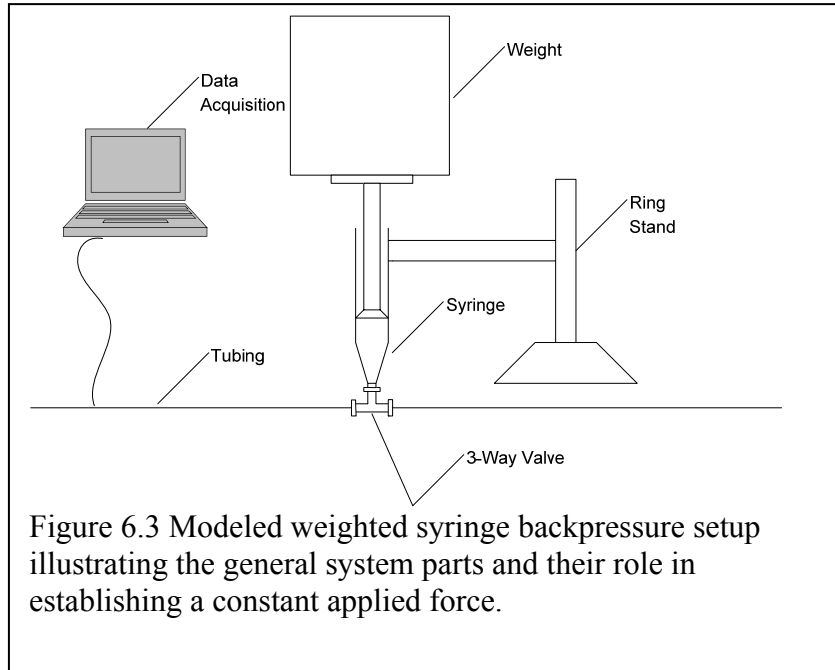 Weight
Data
Acquisition
Ring
Stand
Syringe
Tubing
3-Way Valve
Figure 6.3 Modeled weighted syringe backpressure setup
illustrating the general system parts and their role in
establishing a constant applied force.